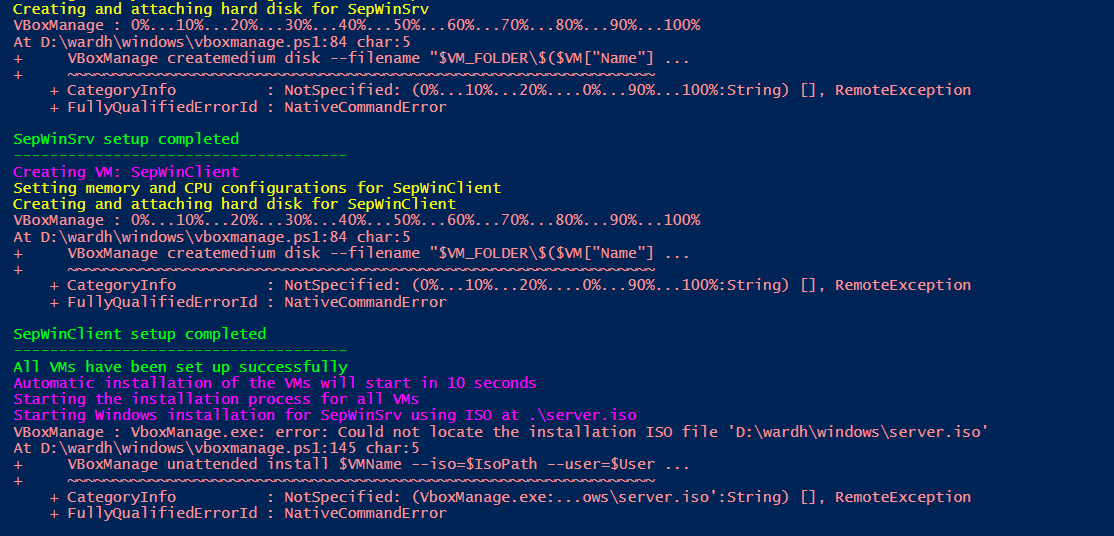 Creating and attaching hard disk for SepWinSrv
VBoxManage : 0%...10%...20%...30%...40%...50%...60%...70%...80%...90%...100%
At D:\wardh\windows\vboxmanage.ps1:84 char:5
+     VBoxManage createmedium disk --filename "$VM_FOLDER\$($VM["Name"] ...
+     ~~~~~~~~~~~~~~~~~~~~~~~~~~~~~~~~~~~~~~~~~~~~~~~~~~~~~~~~~~~~~~~~~
    + CategoryInfo          : NotSpecified: (0%...10%...20%....0%...90%...100%:String) [], RemoteException
    + FullyQualifiedErrorId : NativeCommandError

SepWinSrv setup completed
-------------------------------------
Creating VM: SepWinClient
Setting memory and CPU configurations for SepWinClient
Creating and attaching hard disk for SepWinClient
VBoxManage : 0%...10%...20%...30%...40%...50%...60%...70%...80%...90%...100%
At D:\wardh\windows\vboxmanage.ps1:84 char:5
+     VBoxManage createmedium disk --filename "$VM_FOLDER\$($VM["Name"] ...
+     ~~~~~~~~~~~~~~~~~~~~~~~~~~~~~~~~~~~~~~~~~~~~~~~~~~~~~~~~~~~~~~~~~
    + CategoryInfo          : NotSpecified: (0%...10%...20%....0%...90%...100%:String) [], RemoteException
    + FullyQualifiedErrorId : NativeCommandError

SepWinClient setup completed
-------------------------------------
All VMs have been set up successfully
Automatic installation of the VMs will start in 10 seconds
Starting the installation process for all VMs
Starting Windows installation for SepWinSrv using ISO at .\server.iso
VBoxManage : VboxManage.exe: error: Could not locate the installation ISO file 'D:\wardh\windows\server.iso'
At D:\wardh\windows\vboxmanage.ps1:145 char:5
+     VBoxManage unattended install $VMName --iso=$IsoPath --user=$User ...
+     ~~~~~~~~~~~~~~~~~~~~~~~~~~~~~~~~~~~~~~~~~~~~~~~~~~~~~~~~~~~~~~~~~
    + CategoryInfo          : NotSpecified: (VboxManage.exe:...ows\server.iso':String) [], RemoteException
    + FullyQualifiedErrorId : NativeCommandError